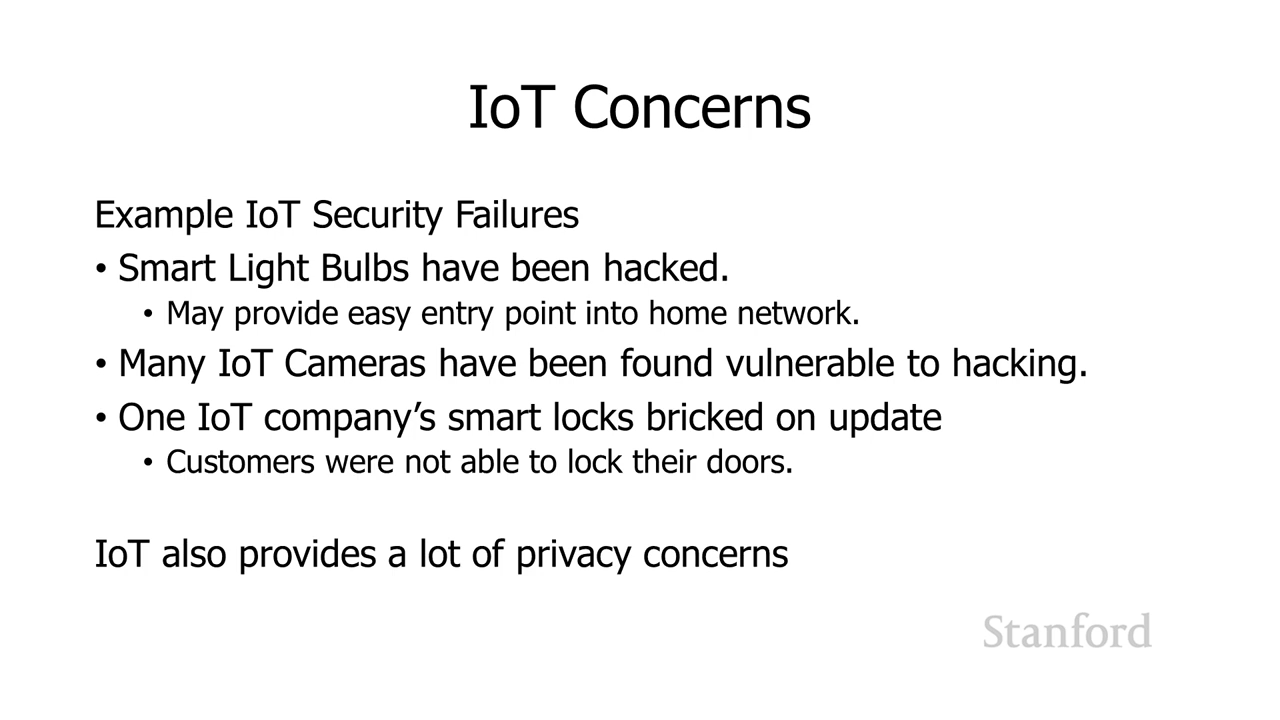 IoT Concerns
Example IoT Security Failures
• Smart Light Bulbs have been hacked.
• May provide easy entry point into home network.
• Many IoT Cameras have been found vulnerable to hacking.
• One IoT company’s smart locks bricked on update
• Customers were not able to lock their doors.
IoT also provides a lot of privacy concerns
Stanford